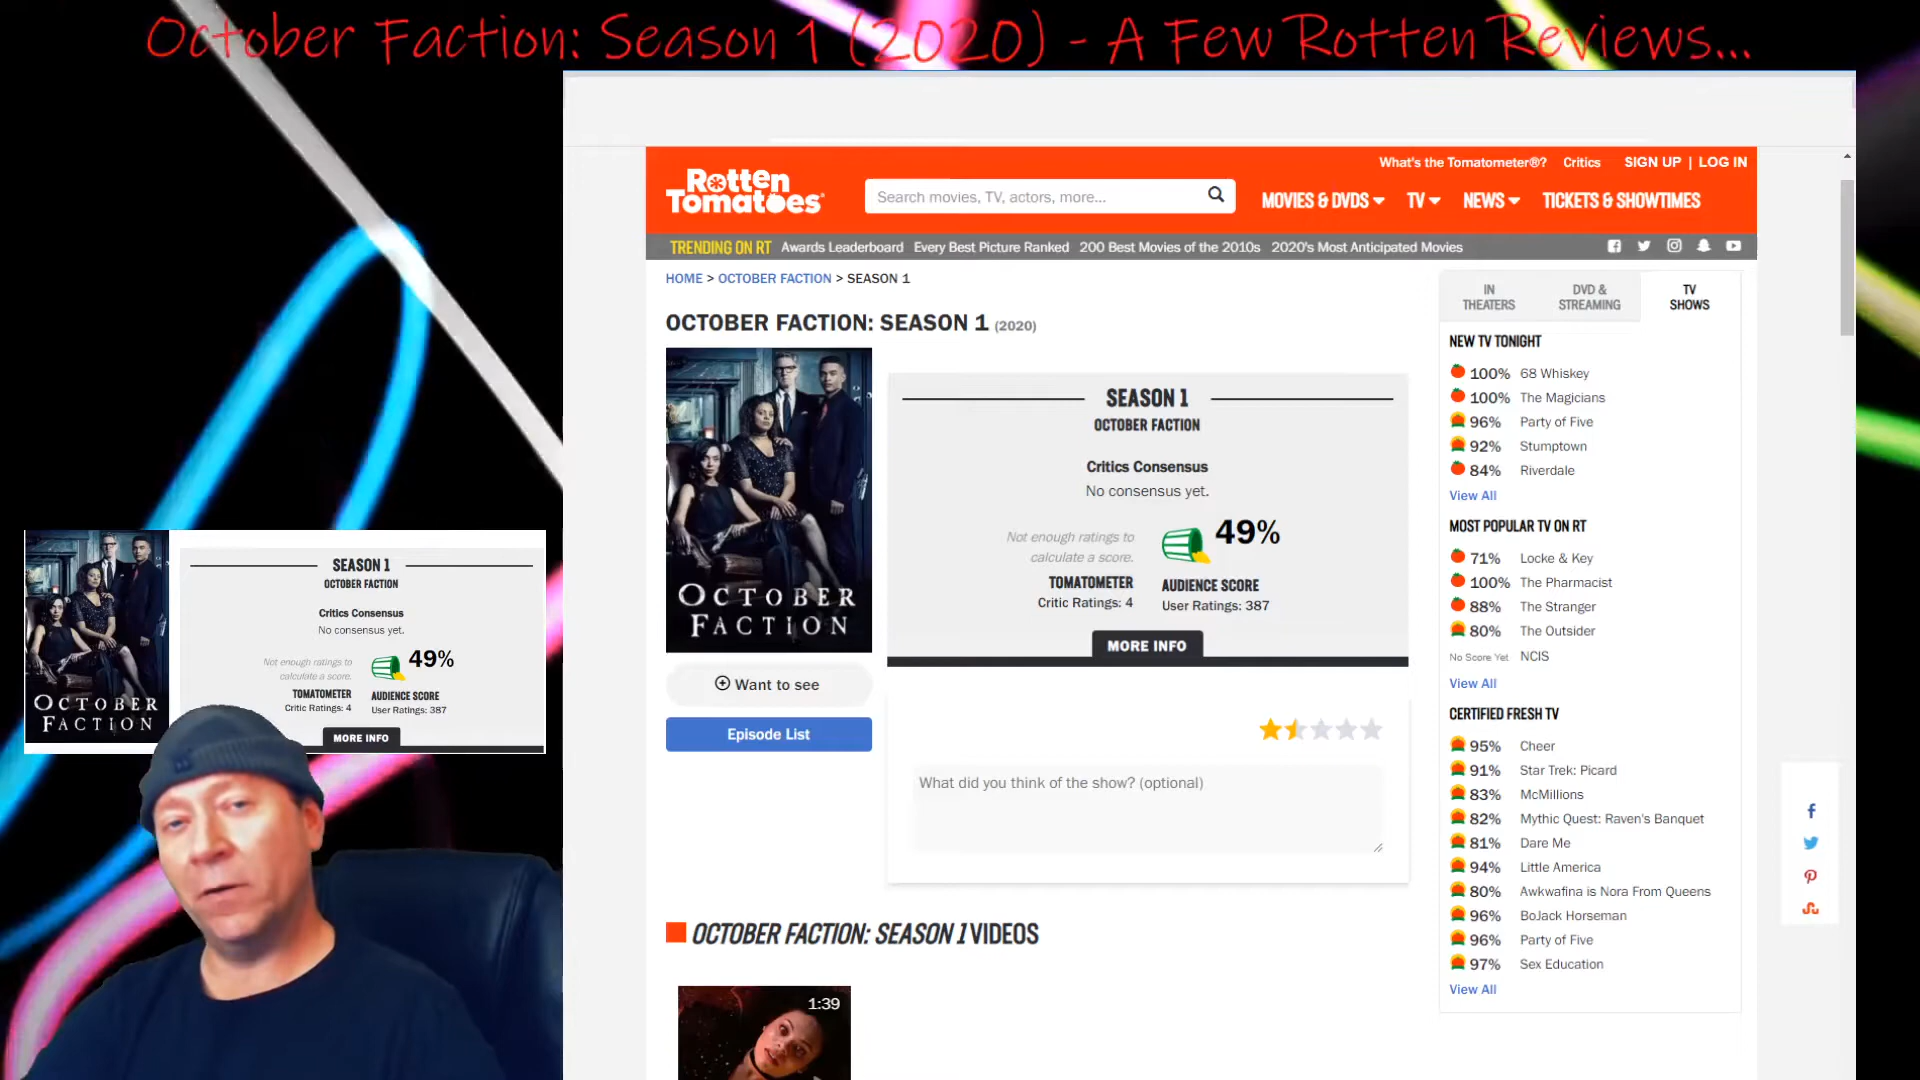 October Faction: Season 1 (2020) - A Few Rotten Reviews...
What's the Tomatometer®?
Critics
SIGN UP | LOG IN
Rotten
Tomatoes
Search movies, TV, actors, more...
MOVIES & DVDS
TV
NEWS
TICKETS & SHOWTIMES
TRENDING ON RT
Awards Leaderboard
Every Best Picture Ranked
200 Best Movies of the 2010s
2020's Most Anticipated Movies
HOME > OCTOBER FACTION > SEASON 1
OCTOBER FACTION: SEASON 1 (2020)
OCTOBER
FACTION
SEASON 1
OCTOBER FACTION
Critics Consensus
No consensus yet.
Not enough ratings to
calculate a score.
TOMATOMETER
Critic Ratings: 4
49%
AUDIENCE SCORE
User Ratings: 387
MORE INFO
Want to see
Episode List
What did you think of the show? (optional)
OCTOBER FACTION: SEASON 1 VIDEOS
1:39
IN
THEATERS
DVD &
STREAMING
TV
SHOWS
NEW TV TONIGHT
100% 68 Whiskey
100% The Magicians
96% Party of Five
92% Stumptown
84% Riverdale
View All
MOST POPULAR TV ON RT
71% Locke & Key
100% The Pharmacist
88% The Stranger
80% The Outsider
No Score Yet NCIS
View All
CERTIFIED FRESH TV
95% Cheer
91% Star Trek: Picard
83% McMillions
82% Mythic Quest: Raven's Banquet
81% Dare Me
94% Little America
80% Awkwafina is Nora From Queens
96% BoJack Horseman
96% Party of Five
97% Sex Education
View All
OCTOBER
FACTION
SEASON 1
OCTOBER FACTION
Critics Consensus
No consensus yet.
Not enough ratings to
calculate a score.
TOMATOMETER
Critic Ratings: 4
49%
AUDIENCE SCORE
User Ratings: 387
MORE INFO